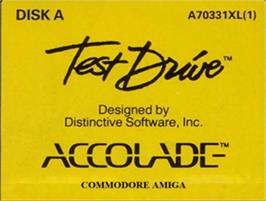 DISK A A70331XL(1)
Test Drive™
Designed by
Distinctive Software, Inc.
ACCOLADE™
COMMODORE AMIGA